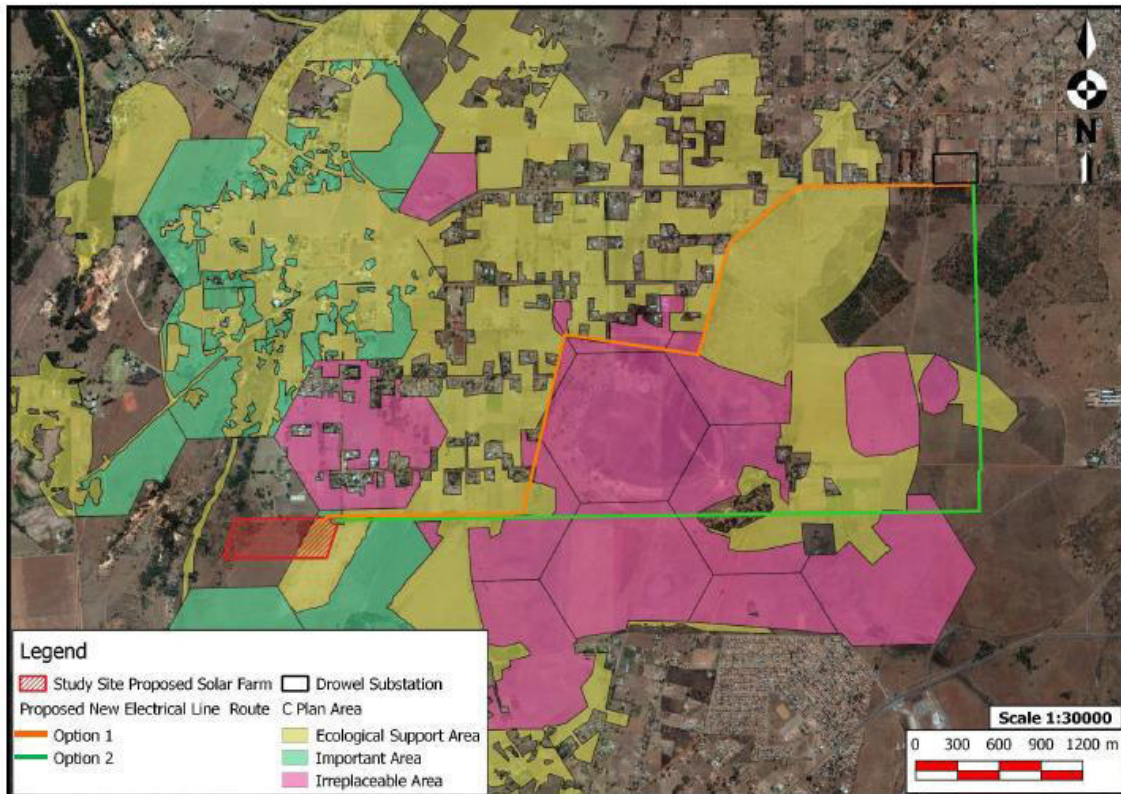 N
Legend
Study Site Proposed Solar Farm
Drowel Substation
Proposed New Electrical Line Route
C Plan Area
Option 1
Ecological Support Area
Option 2
Important Area
Irreplaceable Area
Scale 1:30000
0 300 600 900 1200 m